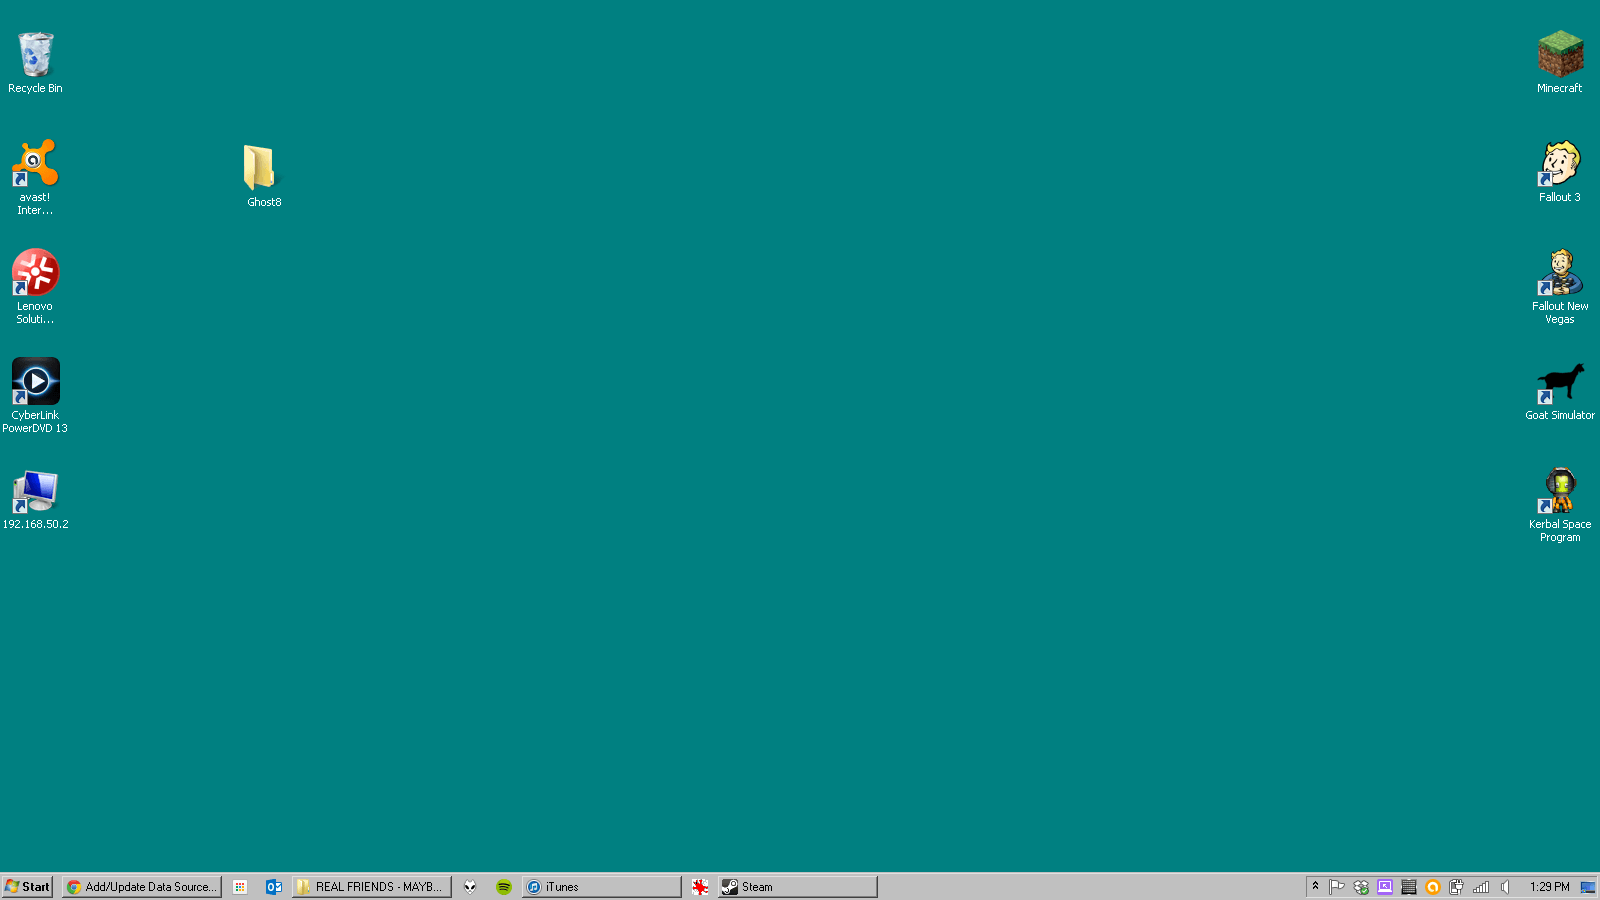 Recycle Bin
Minecraft
avast!
Inter...
Ghost8
Fallout 3
Lenovo
Soluti...
Fallout New
Vegas
CyberLink
PowerDVD 13
Goat Simulator
192.168.50.2
Kerbal Space
Program
Start
Add/Update Data Source...
REAL FRIENDS - MAYB...
iTunes
Steam
1:29 PM